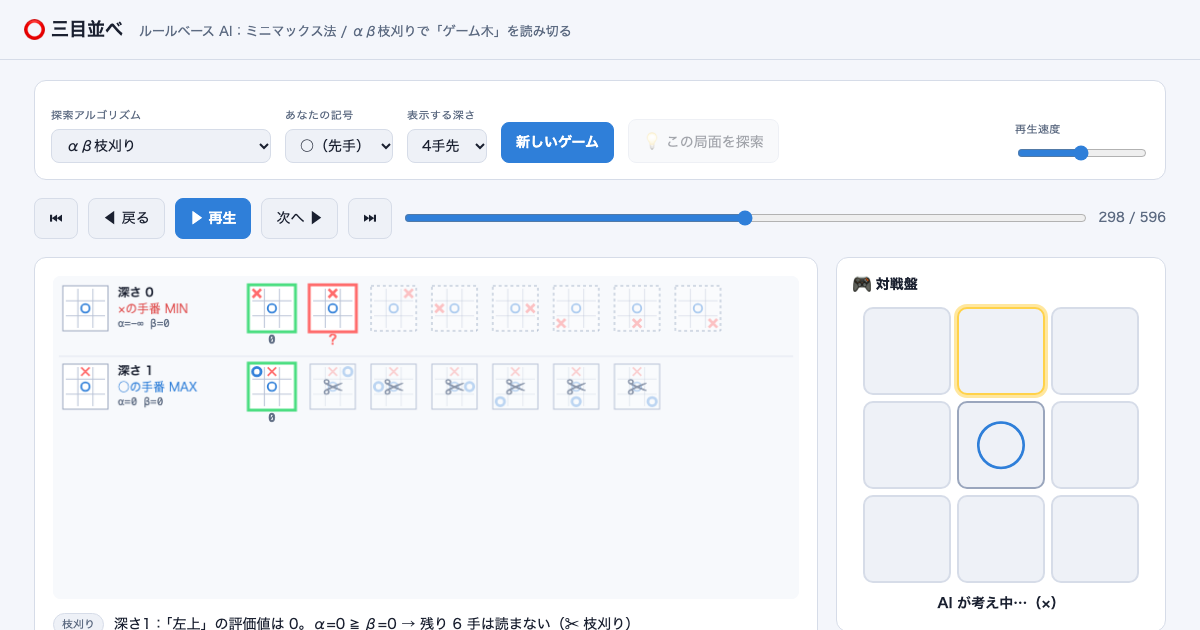 三目並べ ルールベース AI：ミニマックス法 / αβ枝刈りで「ゲーム木」を読み切る
探索アルゴリズム あなたの記号 表示する深さ 再生速度
αβ枝刈り ○（先手） 4手先 新しいゲーム 💡 この局面を探索
⏮ ◀ 戻る ▶ 再生 次へ ▶ ⏭ 298 / 596
深さ 0
×の手番 MIN
α=-∞ β=0
0 ?
深さ 1
○の手番 MAX
α=0 β=0
0
枝刈り 深さ1：「左上」の評価値は 0。α=0 ≧ β=0 → 残り 6 手は読まない（✂ 枝刈り）
🎮 対戦盤
AI が考え中…（×）